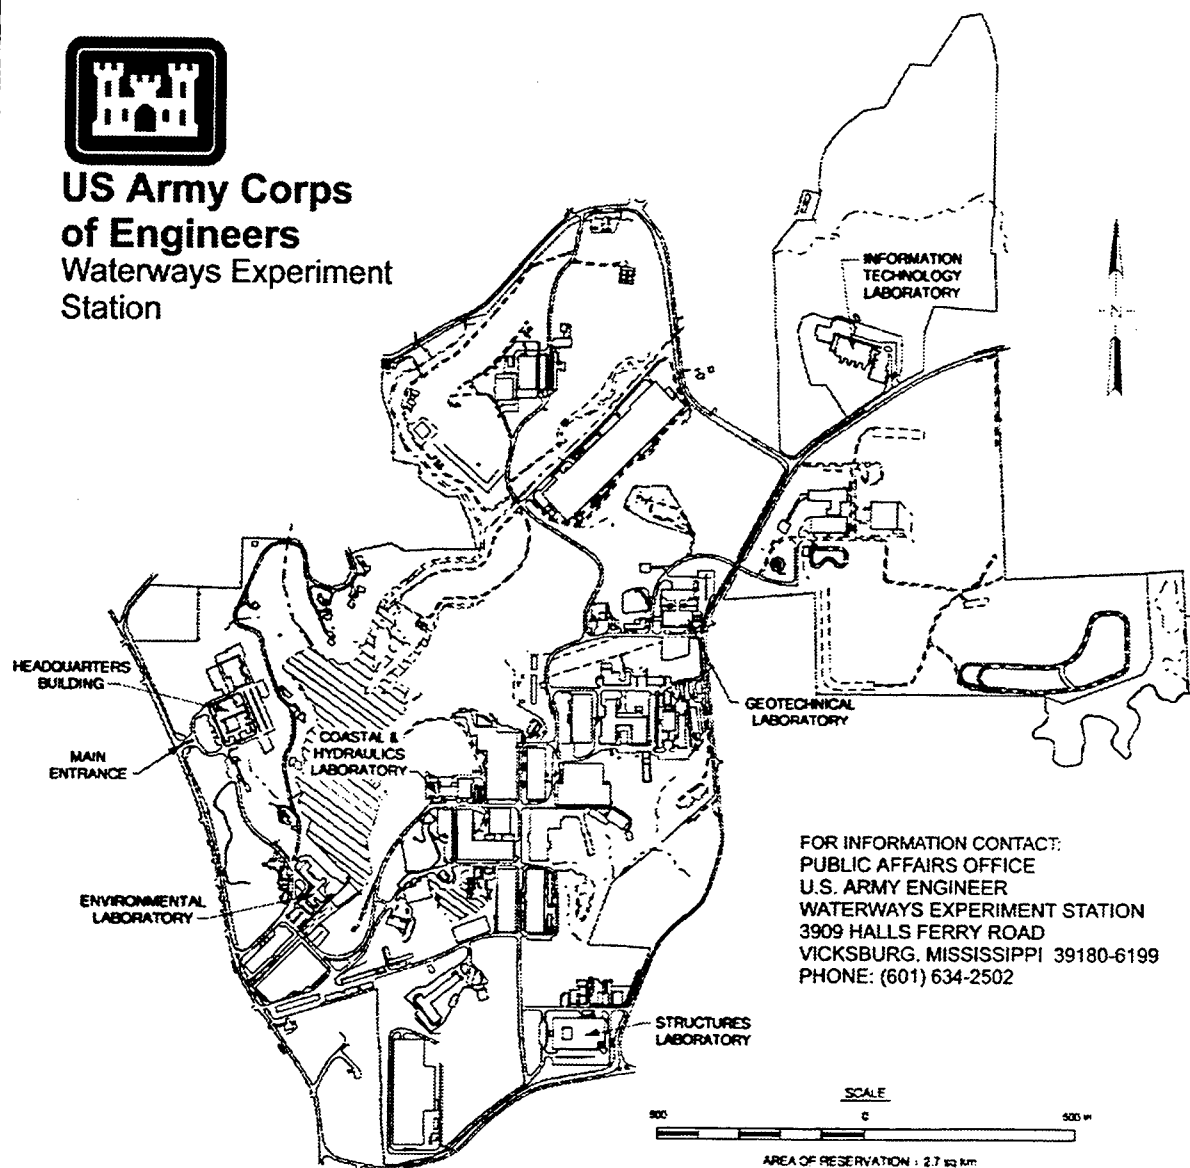 US Army Corps
of Engineers
Waterways Experiment
Station
INFORMATION
TECHNOLOGY
LABORATORY
N
HEADQUARTERS
BUILDING
MAIN
ENTRANCE
COASTAL &
HYDRAULICS
LABORATORY
GEOTECHNICAL
LABORATORY
ENVIRONMENTAL
LABORATORY
STRUCTURES
LABORATORY
FOR INFORMATION CONTACT:
PUBLIC AFFAIRS OFFICE
U.S. ARMY ENGINEER
WATERWAYS EXPERIMENT STATION
3909 HALLS FERRY ROAD
VICKSBURG, MISSISSIPPI 39180-6199
PHONE: (601) 634-2502
SCALE
500 0 500 m
AREA OF RESERVATION : 2.7 sq km